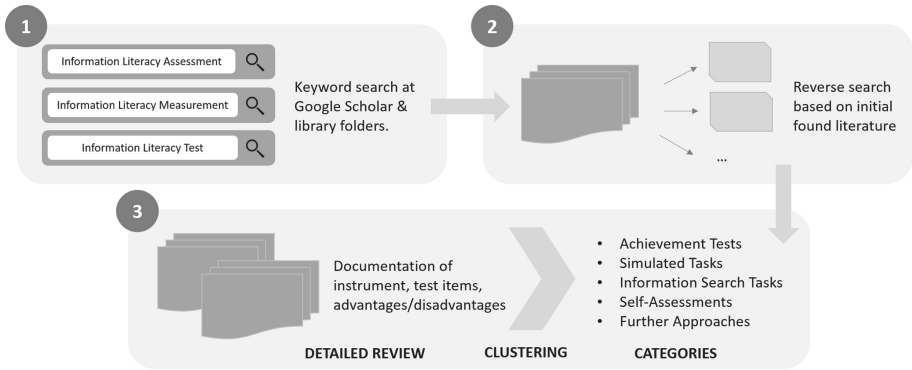 1
Information Literacy Assessment
Information Literacy Measurement
Information Literacy Test
Keyword search at
Google Scholar &
library folders.
2
...
Reverse search
based on initial
found literature
3
Documentation of
instrument, test items,
advantages/disadvantages
• Achievement Tests
• Simulated Tasks
• Information Search Tasks
• Self-Assessments
• Further Approaches
DETAILED REVIEW
CLUSTERING
CATEGORIES